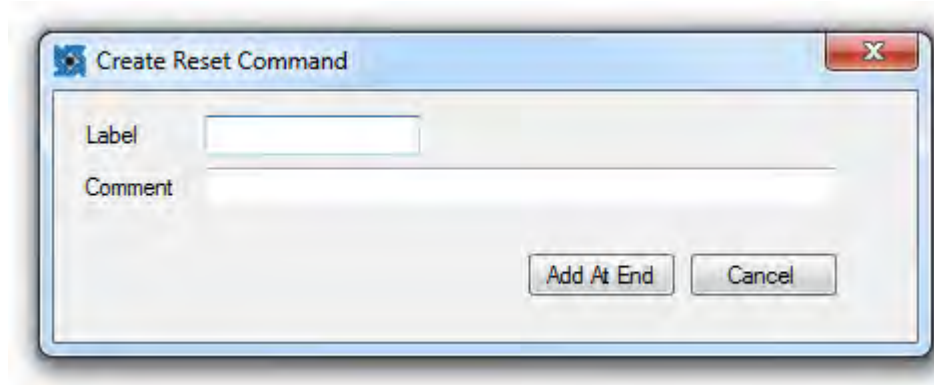 Create Reset Command
Label
Comment
Add At End Cancel